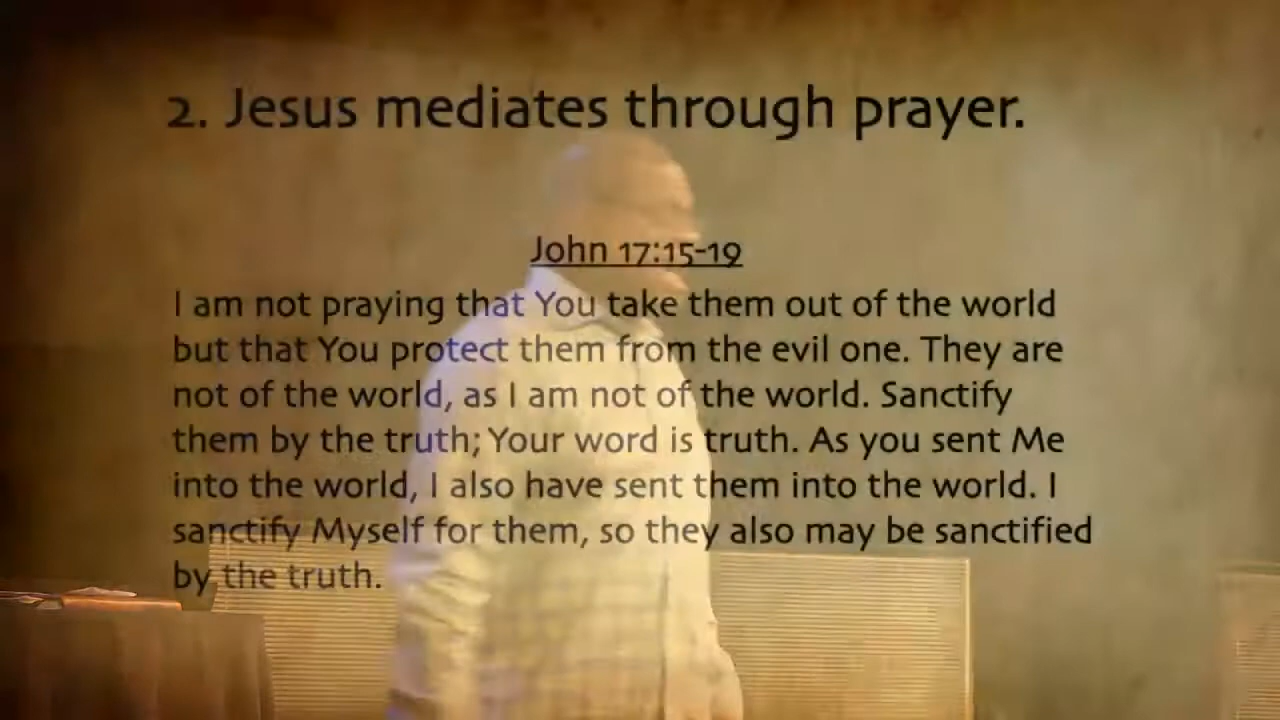 2. Jesus mediates through prayer.
John 17:15-19
I am not praying that You take them out of the world
but that You protect them from the evil one. They are
not of the world, as I am not of the world. Sanctify
them by the truth; Your word is truth. As you sent Me
into the world, I also have sent them into the world. I
sanctify Myself for them, so they also may be sanctified
by the truth.